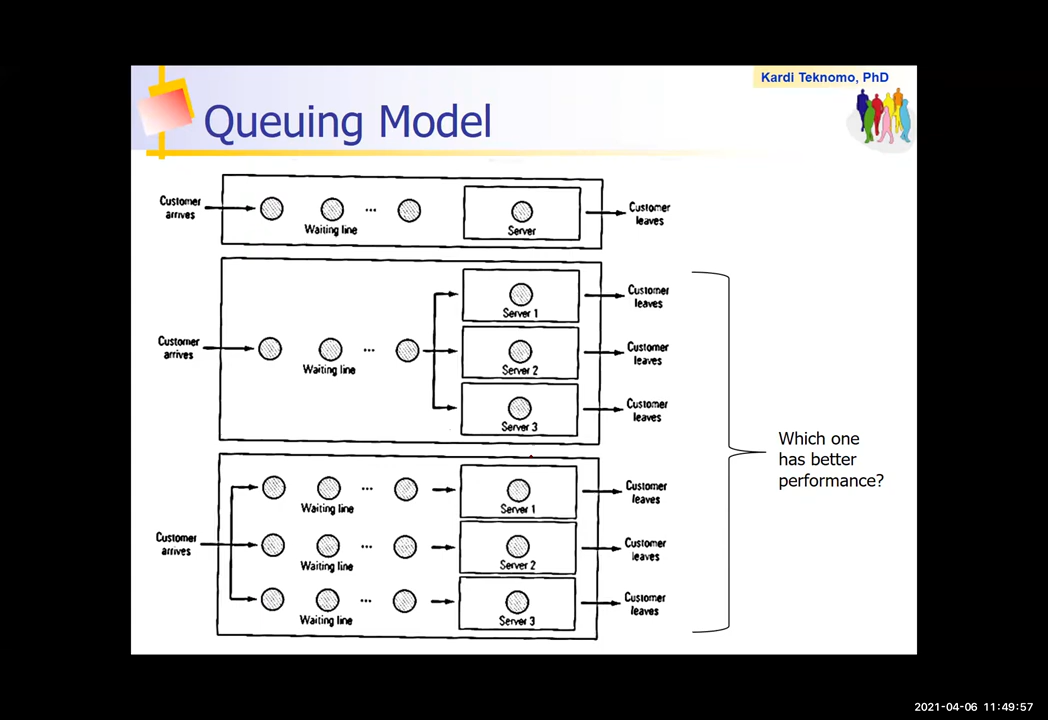 Kardi Teknomo, PhD
Queuing Model
Customer
arrives
...
Waiting line
Server
Customer
leaves
Customer
arrives
...
Waiting line
Server 1
Server 2
Server 3
Customer
leaves
Customer
leaves
Customer
leaves
Customer
arrives
...
Waiting line
...
Waiting line
...
Waiting line
Server 1
Server 2
Server 3
Customer
leaves
Customer
leaves
Customer
leaves
Which one
has better
performance?
2021-04-06 11:49:57